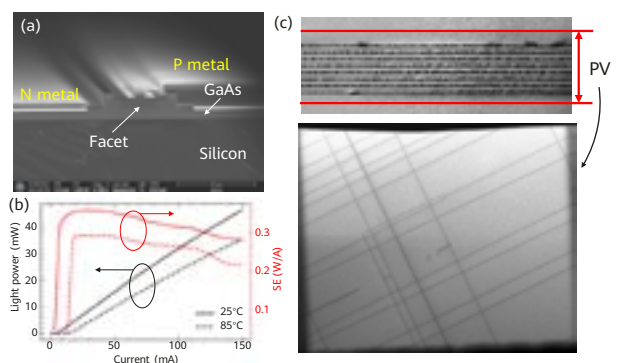 (a)
P metal
N metal
GaAs
Facet
Silicon
(b)
Light power (mW)
40
30
20
10
0
0
50
100
150
Current (mA)
0.3
0.2
0.1
SE (W/A)
25°C
85°C
(c)
PV